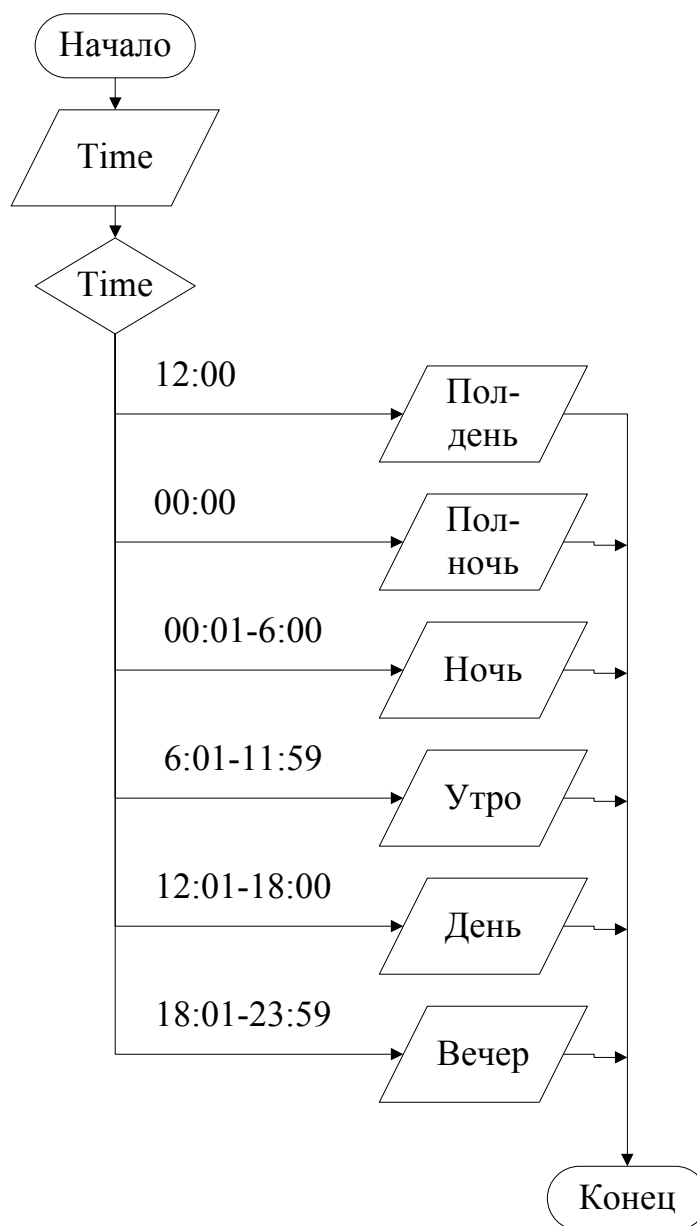 Начало
Time
Time
12:00
Пол-
день
00:00
Пол-
ночь
00:01-6:00
Ночь
6:01-11:59
Утро
12:01-18:00
День
18:01-23:59
Вечер
Конец